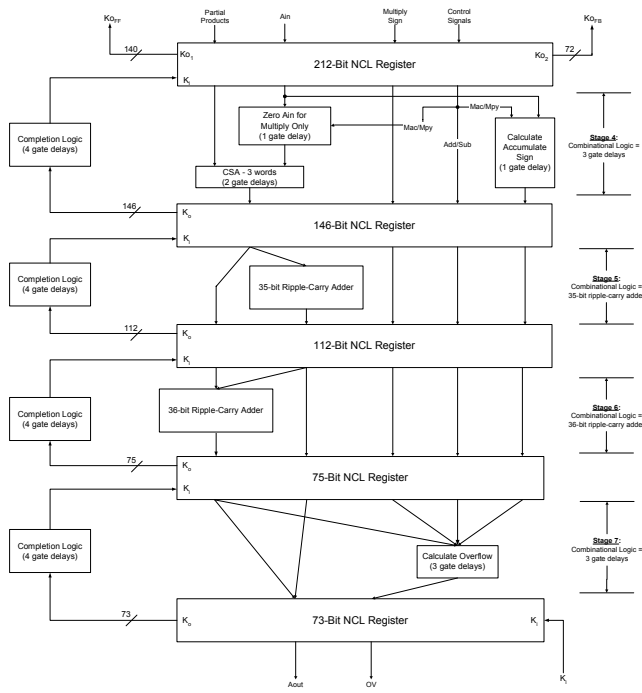 Ko_FF
Partial
Products
Ain
Multiply
Sign
Control
Signals
Ko_FB
140
Ko_1
Ko_2
72
212-Bit NCL Register
K_i
Completion Logic
(4 gate delays)
Zero Ain for
Multiply Only
(1 gate delay)
Mac/Mpy
Mac/Mpy
Add/Sub
Calculate
Accumulate
Sign
(1 gate delay)
Stage 4:
Combinational Logic =
3 gate delays
CSA - 3 words
(2 gate delays)
146
K_o
146-Bit NCL Register
K_i
Completion Logic
(4 gate delays)
35-bit Ripple-Carry Adder
Stage 5:
Combinational Logic =
35-bit ripple-carry adder
112
K_o
112-Bit NCL Register
K_i
Completion Logic
(4 gate delays)
36-bit Ripple-Carry Adder
Stage 6:
Combinational Logic =
36-bit ripple-carry adder
75
K_o
75-Bit NCL Register
K_i
Completion Logic
(4 gate delays)
Calculate Overflow
(3 gate delays)
Stage 7:
Combinational Logic =
3 gate delays
73
K_o
73-Bit NCL Register
K_i
Aout
OV
K_i